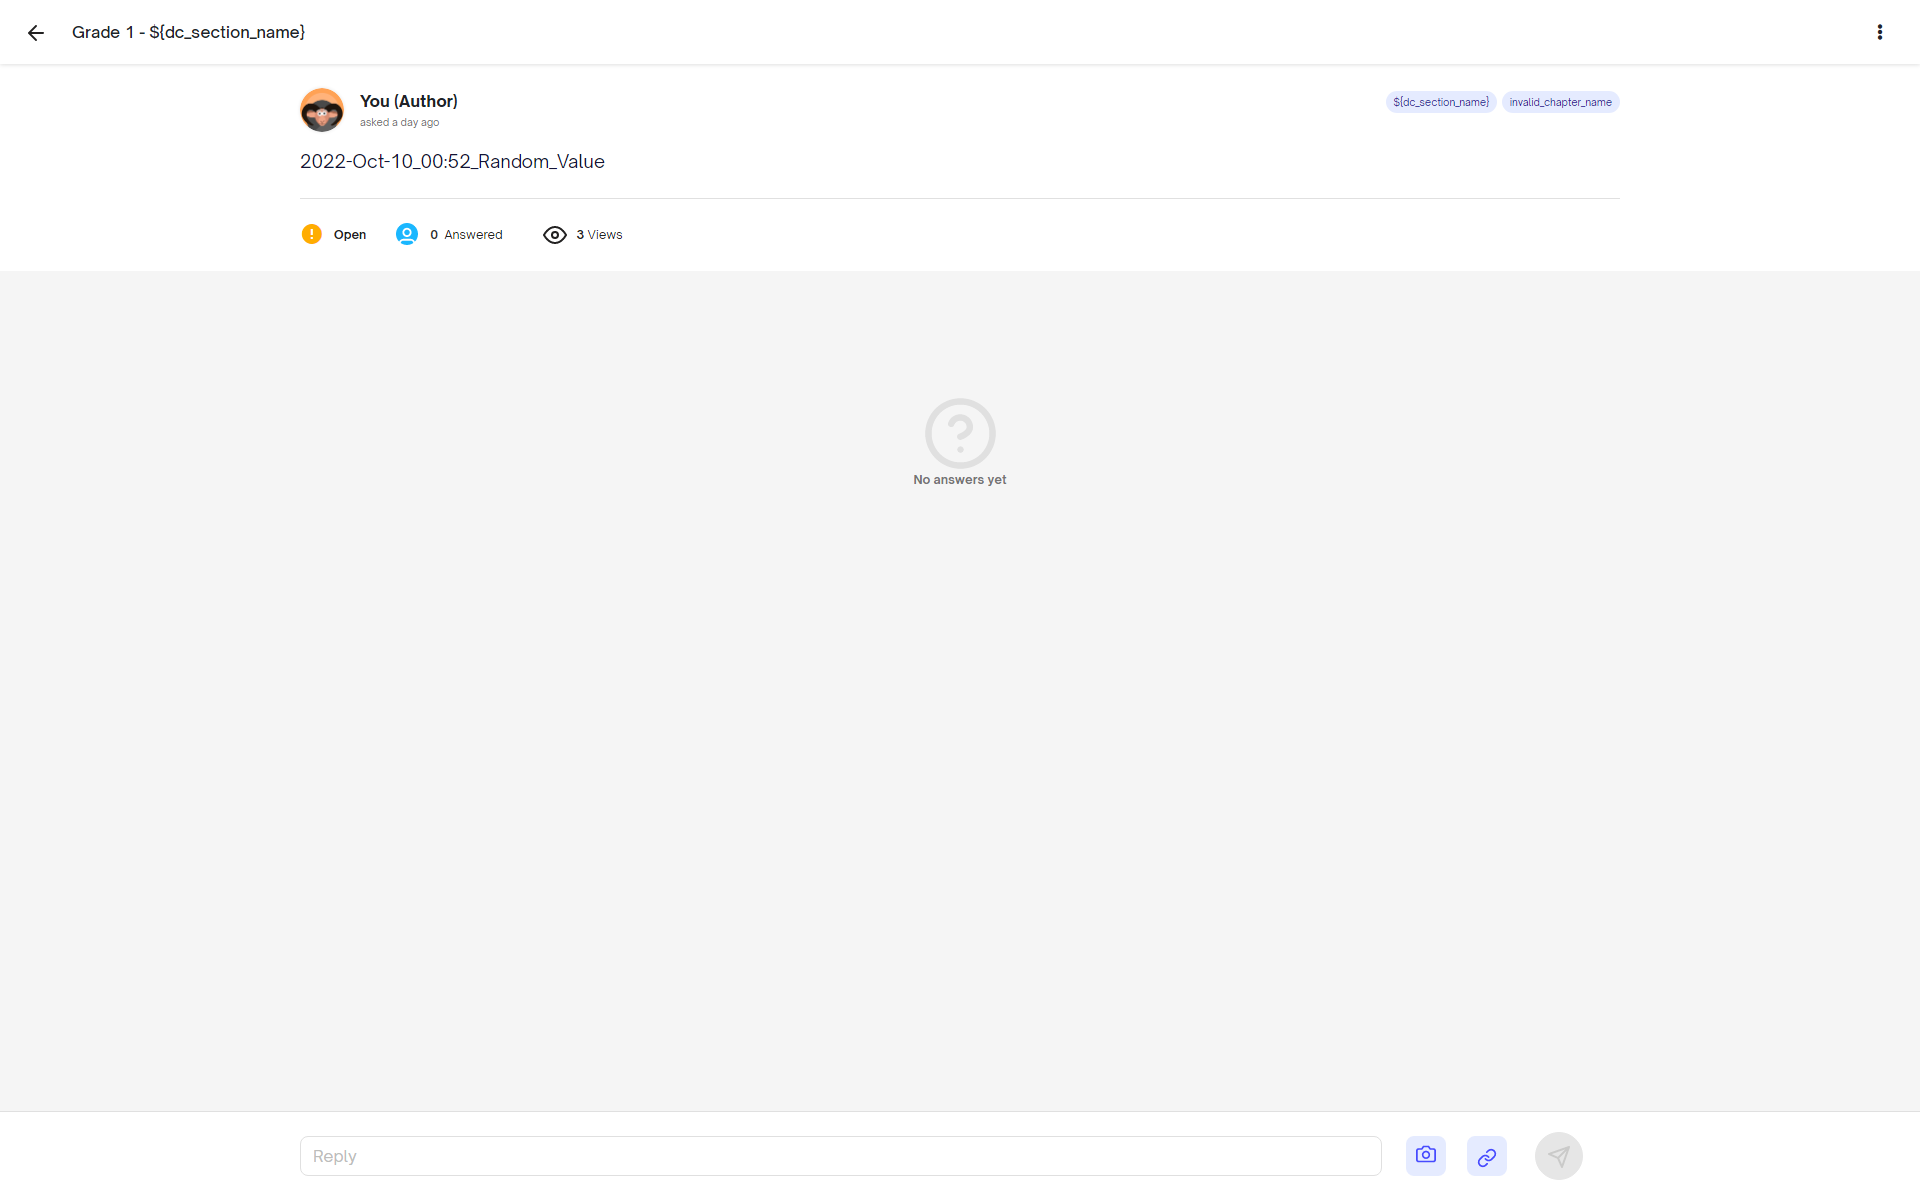 Grade 1 - ${dc_section_name}
You (Author)
asked a day ago
${dc_section_name}
invalid_chapter_name
2022-Oct-10_00:52_Random_Value
Open
0 Answered
3 Views
No answers yet
Reply